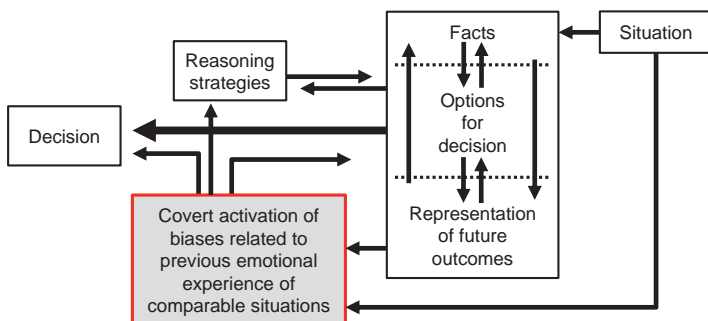 Facts
Situation
Reasoning
strategies
Options
for
decision
Decision
Covert activation of
biases related to
previous emotional
experience of
comparable situations
Representation
of future
outcomes